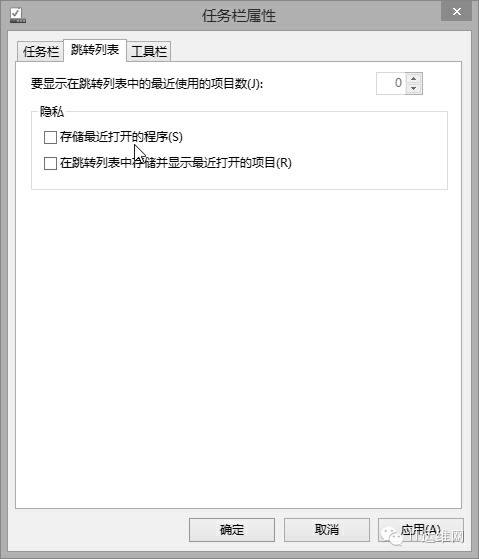 任务栏属性
任务栏 跳转列表 工具栏
要显示在跳转列表中的最近使用的项目数(J): 0
隐私
存储最近打开的程序(S)
在跳转列表中存储并显示最近打开的项目(R)
确定 取消 应用(A)
IT运维网